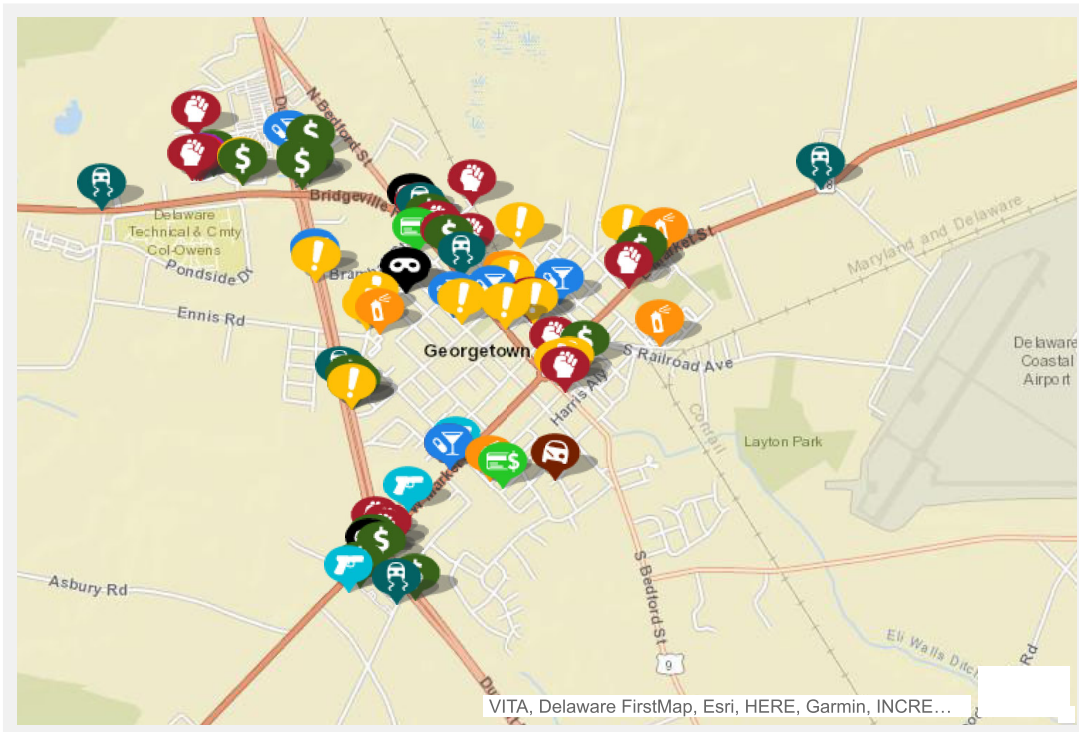 N Bedford St
Bridgeville
Delaware
Technical & Cmty
Col-Owens
Pondside Dr
Ennis Rd
Georgetown
S Railroad Ave
Harris Aly
Market St
Maryland and Delaware
Delaware
Coastal
Airport
Conrail
Layton Park
Asbury Rd
S Bedford St
9
Eli Walls Ditch
Rd
VITA, Delaware FirstMap, Esri, HERE, Garmin, INCRE…